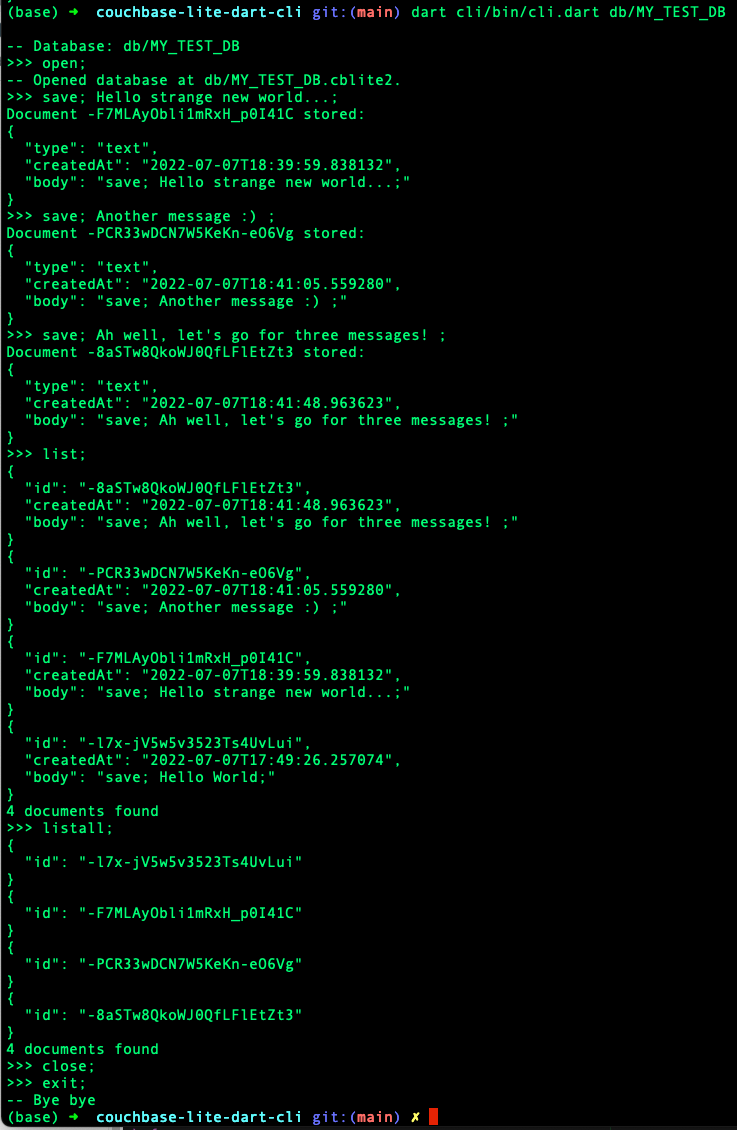 (base) ➜  couchbase-lite-dart-cli git:(main) dart cli/bin/cli.dart db/MY_TEST_DB
-- Database: db/MY_TEST_DB
>>> open;
-- Opened database at db/MY_TEST_DB.cblite2.
>>> save; Hello strange new world...;
Document -F7MLAyObli1mRxH_p0I41C stored:
{
  "type": "text",
  "createdAt": "2022-07-07T18:39:59.838132",
  "body": "save; Hello strange new world...;"
}
>>> save; Another message :) ;
Document -PCR33wDCN7W5KeKn-eO6Vg stored:
{
  "type": "text",
  "createdAt": "2022-07-07T18:41:05.559280",
  "body": "save; Another message :) ;"
}
>>> save; Ah well, let's go for three messages! ;
Document -8aSTw8QkoWJ0QfLFlEtZt3 stored:
{
  "type": "text",
  "createdAt": "2022-07-07T18:41:48.963623",
  "body": "save; Ah well, let's go for three messages! ;"
}
>>> list;
{
  "id": "-8aSTw8QkoWJ0QfLFlEtZt3",
  "createdAt": "2022-07-07T18:41:48.963623",
  "body": "save; Ah well, let's go for three messages! ;"
}
{
  "id": "-PCR33wDCN7W5KeKn-eO6Vg",
  "createdAt": "2022-07-07T18:41:05.559280",
  "body": "save; Another message :) ;"
}
{
  "id": "-F7MLAyObli1mRxH_p0I41C",
  "createdAt": "2022-07-07T18:39:59.838132",
  "body": "save; Hello strange new world...;"
}
{
  "id": "-l7x-jV5w5v3523Ts4UvLui",
  "createdAt": "2022-07-07T17:49:26.257074",
  "body": "save; Hello World;"
}
4 documents found
>>> listall;
{
  "id": "-l7x-jV5w5v3523Ts4UvLui"
}
{
  "id": "-F7MLAyObli1mRxH_p0I41C"
}
{
  "id": "-PCR33wDCN7W5KeKn-eO6Vg"
}
{
  "id": "-8aSTw8QkoWJ0QfLFlEtZt3"
}
4 documents found
>>> close;
>>> exit;
-- Bye bye
(base) ➜  couchbase-lite-dart-cli git:(main) ✗